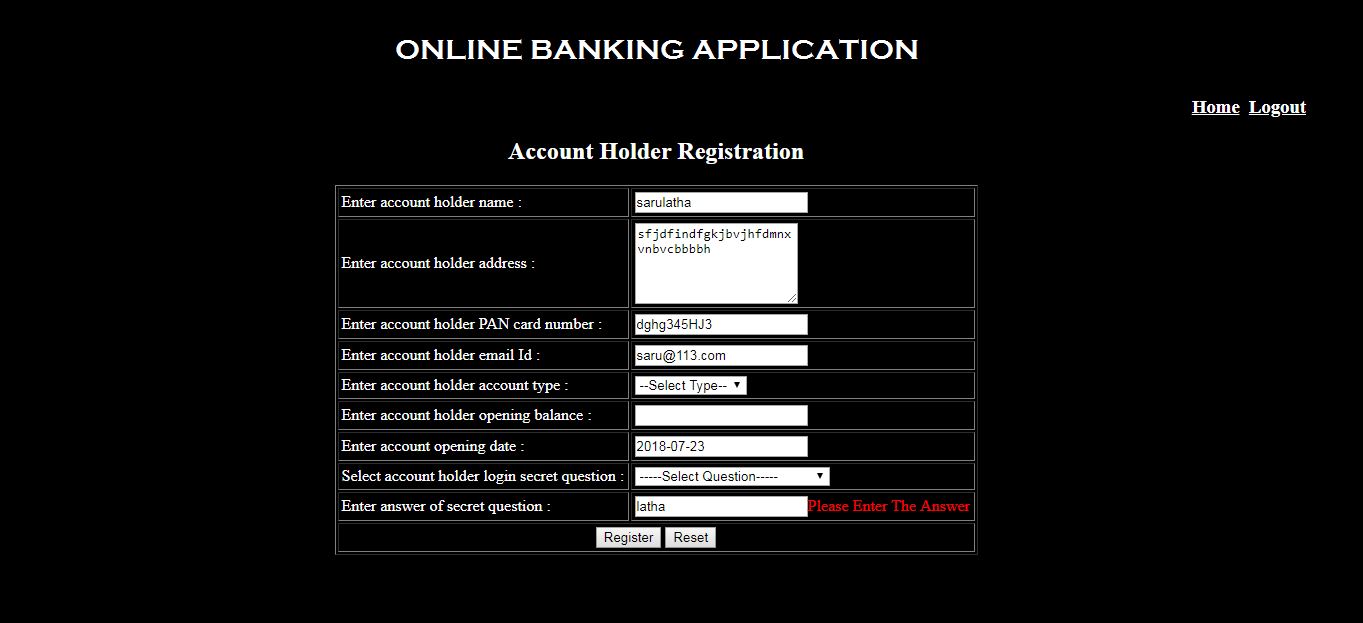 ONLINE BANKING APPLICATION
Home Logout
Account Holder Registration
Enter account holder name : sarulatha
Enter account holder address : sfjdfindfgkjbvjhfdmnx
vnbvcbbbbh
Enter account holder PAN card number : dghg345HJ3
Enter account holder email Id : saru@113.com
Enter account holder account type : --Select Type--
Enter account holder opening balance :
Enter account opening date : 2018-07-23
Select account holder login secret question : -----Select Question-----
Enter answer of secret question : latha Please Enter The Answer
Register Reset